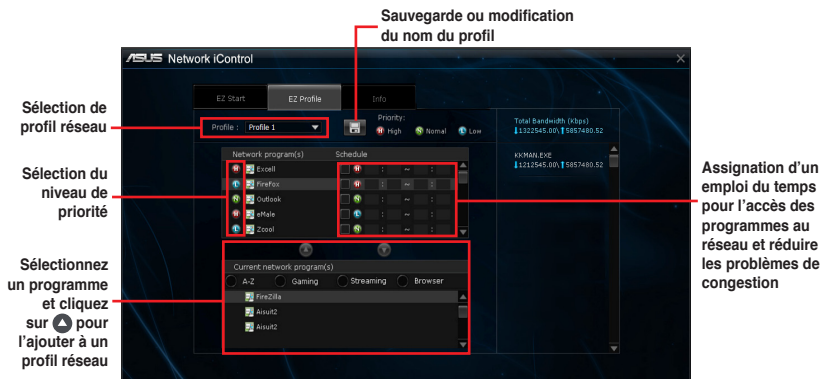 Sauvegarde ou modification
du nom du profil
ASUS Network iControl
EZ Start EZ Profile Info
Sélection de
profil réseau
Profile : Profile 1
Priority:
H High N Normal L Low
Total Bandwidth (Kbps)
1322545.00\ 5857480.52
Network program(s) Schedule
KKMAN.EXE
1212545.00\ 5857480.52
H Excell H : ~ :
L FireFox H : ~ :
N Outlook N : ~ :
H eMale L : ~ :
L Zcool N : ~ :
Sélection du
niveau de
priorité
Assignation d'un
emploi du temps
pour l'accès des
programmes au
réseau et réduire
les problèmes de
congestion
Sélectionnez
un programme
et cliquez
sur pour
l'ajouter à un
profil réseau
Current network program(s)
A-Z Gaming Streaming Browser
FireZilla
Aisuit2
Aisuit2